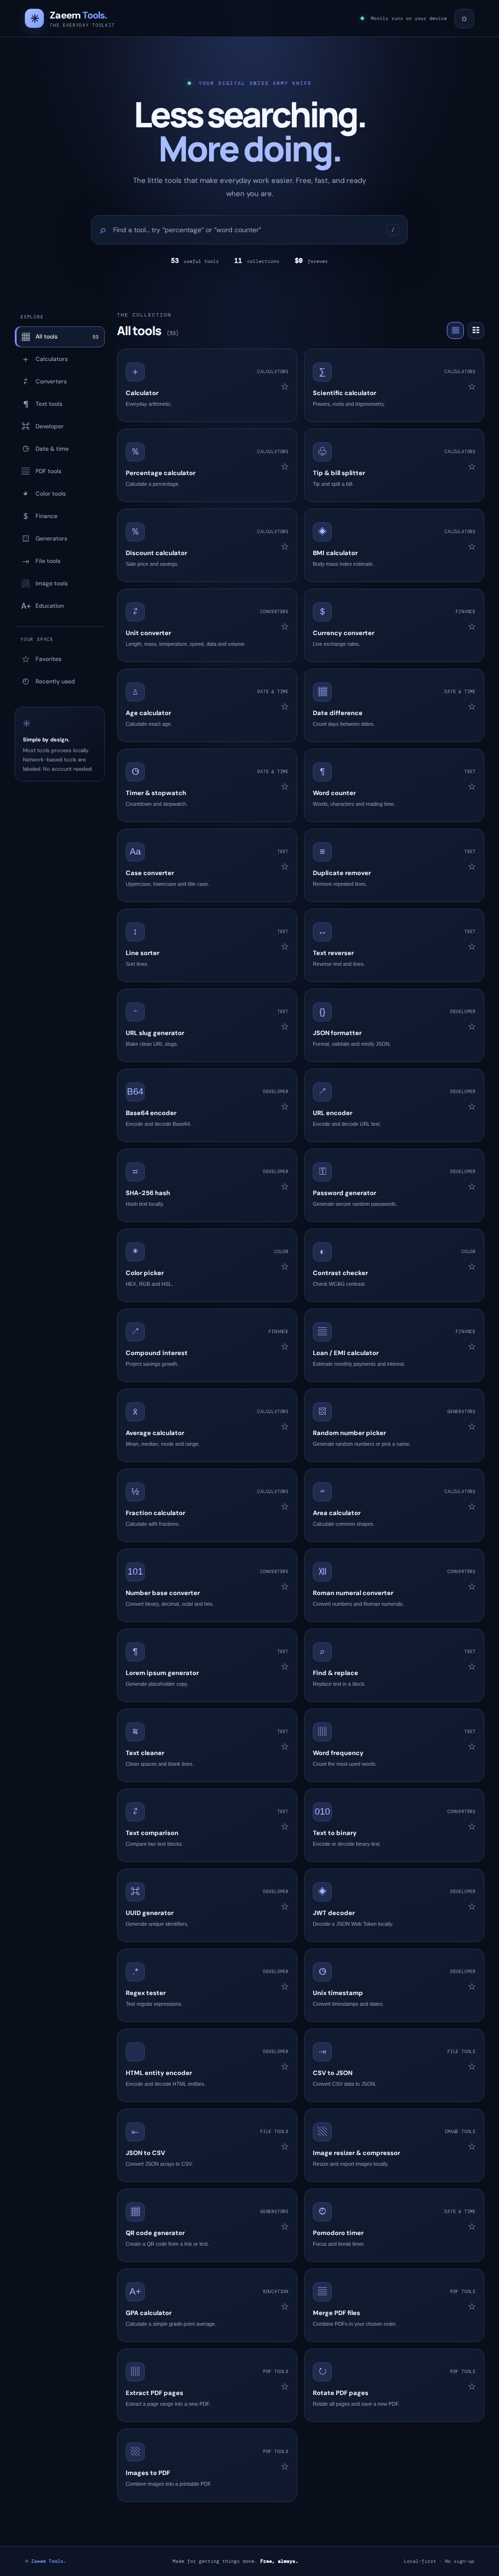 Zaeem Tools.
THE EVERYDAY TOOLKIT
Mostly runs on your device
YOUR DIGITAL SWISS ARMY KNIFE
Less searching.
More doing.
The little tools that make everyday work easier. Free, fast, and ready
when you are.
Find a tool... try “percentage” or “word counter”
/
53 useful tools 11 collections $0 forever
EXPLORE
All tools 53
Calculators
Converters
Text tools
Developer
Date & time
PDF tools
Color tools
$ Finance
Generators
File tools
Image tools
A+ Education
YOUR SPACE
Favorites
Recently used
Simple by design.
Most tools process locally.
Network-based tools are
labeled. No account needed.
THE COLLECTION
All tools (53)
+ CALCULATORS
Calculator
Everyday arithmetic.
∑ CALCULATORS
Scientific calculator
Powers, roots and trigonometry.
% CALCULATORS
Percentage calculator
Calculate a percentage.
CALCULATORS
Tip & bill splitter
Tip and split a bill.
% CALCULATORS
Discount calculator
Sale price and savings.
CALCULATORS
BMI calculator
Body mass index estimate.
CONVERTERS
Unit converter
Length, mass, temperature, speed, data and volume.
$ FINANCE
Currency converter
Live exchange rates.
DATE & TIME
Age calculator
Calculate exact age.
DATE & TIME
Date difference
Count days between dates.
DATE & TIME
Timer & stopwatch
Countdown and stopwatch.
¶ TEXT
Word counter
Words, characters and reading time.
Aa TEXT
Case converter
Uppercase, lowercase and title case.
≡ TEXT
Duplicate remover
Remove repeated lines.
↕ TEXT
Line sorter
Sort lines.
↔ TEXT
Text reverser
Reverse text and lines.
~ TEXT
URL slug generator
Make clean URL slugs.
{} DEVELOPER
JSON formatter
Format, validate and minify JSON.
B64 DEVELOPER
Base64 encoder
Encode and decode Base64.
↗ DEVELOPER
URL encoder
Encode and decode URL text.
⌗ DEVELOPER
SHA-256 hash
Hash text locally.
DEVELOPER
Password generator
Generate secure random passwords.
COLOR
Color picker
HEX, RGB and HSL.
COLOR
Contrast checker
Check WCAG contrast.
↗ FINANCE
Compound interest
Project savings growth.
FINANCE
Loan / EMI calculator
Estimate monthly payments and interest.
x̄ CALCULATORS
Average calculator
Mean, median, mode and range.
GENERATORS
Random number picker
Generate random numbers or pick a name.
½ CALCULATORS
Fraction calculator
Calculate with fractions.
CALCULATORS
Area calculator
Calculate common shapes.
101 CONVERTERS
Number base converter
Convert binary, decimal, octal and hex.
Ⅻ CONVERTERS
Roman numeral converter
Convert numbers and Roman numerals.
¶ TEXT
Lorem ipsum generator
Generate placeholder copy.
TEXT
Find & replace
Replace text in a block.
TEXT
Text cleaner
Clean spaces and blank lines.
TEXT
Word frequency
Count the most-used words.
TEXT
Text comparison
Compare two text blocks.
010 CONVERTERS
Text to binary
Encode or decode binary text.
DEVELOPER
UUID generator
Generate unique identifiers.
DEVELOPER
JWT decoder
Decode a JSON Web Token locally.
.* DEVELOPER
Regex tester
Test regular expressions.
DEVELOPER
Unix timestamp
Convert timestamps and dates.
DEVELOPER
HTML entity encoder
Encode and decode HTML entities.
FILE TOOLS
CSV to JSON
Convert CSV data to JSON.
FILE TOOLS
JSON to CSV
Convert JSON arrays to CSV.
IMAGE TOOLS
Image resizer & compressor
Resize and export images locally.
GENERATORS
QR code generator
Create a QR code from a link or text.
DATE & TIME
Pomodoro timer
Focus and break timer.
A+ EDUCATION
GPA calculator
Calculate a simple grade-point average.
PDF TOOLS
Merge PDF files
Combine PDFs in your chosen order.
PDF TOOLS
Extract PDF pages
Extract a page range into a new PDF.
PDF TOOLS
Rotate PDF pages
Rotate all pages and save a new PDF.
PDF TOOLS
Images to PDF
Combine images into a printable PDF.
Zaeem Tools.
Made for getting things done. Free, always.
Local-first · No sign-up